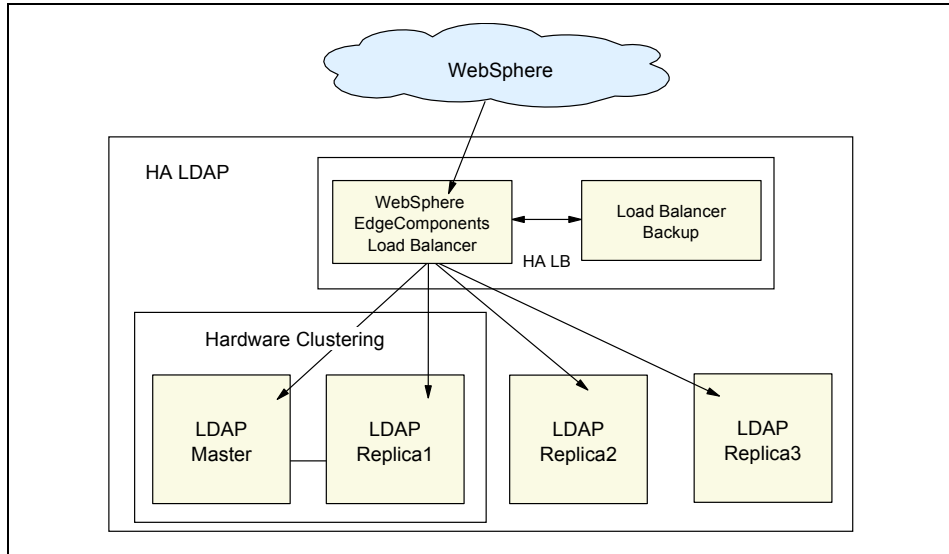 WebSphere
HA LDAP
WebSphere
EdgeComponents
Load Balancer
Load Balancer
Backup
HA LB
Hardware Clustering
LDAP
Master
LDAP
Replica1
LDAP
Replica2
LDAP
Replica3